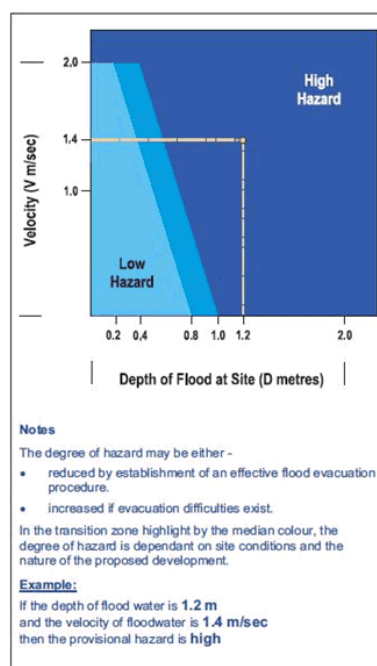 2.0
High
Hazard
1.4
1.0
Velocity (V m/sec)
Low
Hazard
0.2 0.4 0.8 1.0 1.2 2.0
Depth of Flood at Site (D metres)
Notes
The degree of hazard may be either -
• reduced by establishment of an effective flood evacuation
procedure.
• increased if evacuation difficulties exist.
In the transition zone highlight by the median colour, the
degree of hazard is dependant on site conditions and the
nature of the proposed development.
Example:
If the depth of flood water is 1.2 m
and the velocity of floodwater is 1.4 m/sec
then the provisional hazard is high